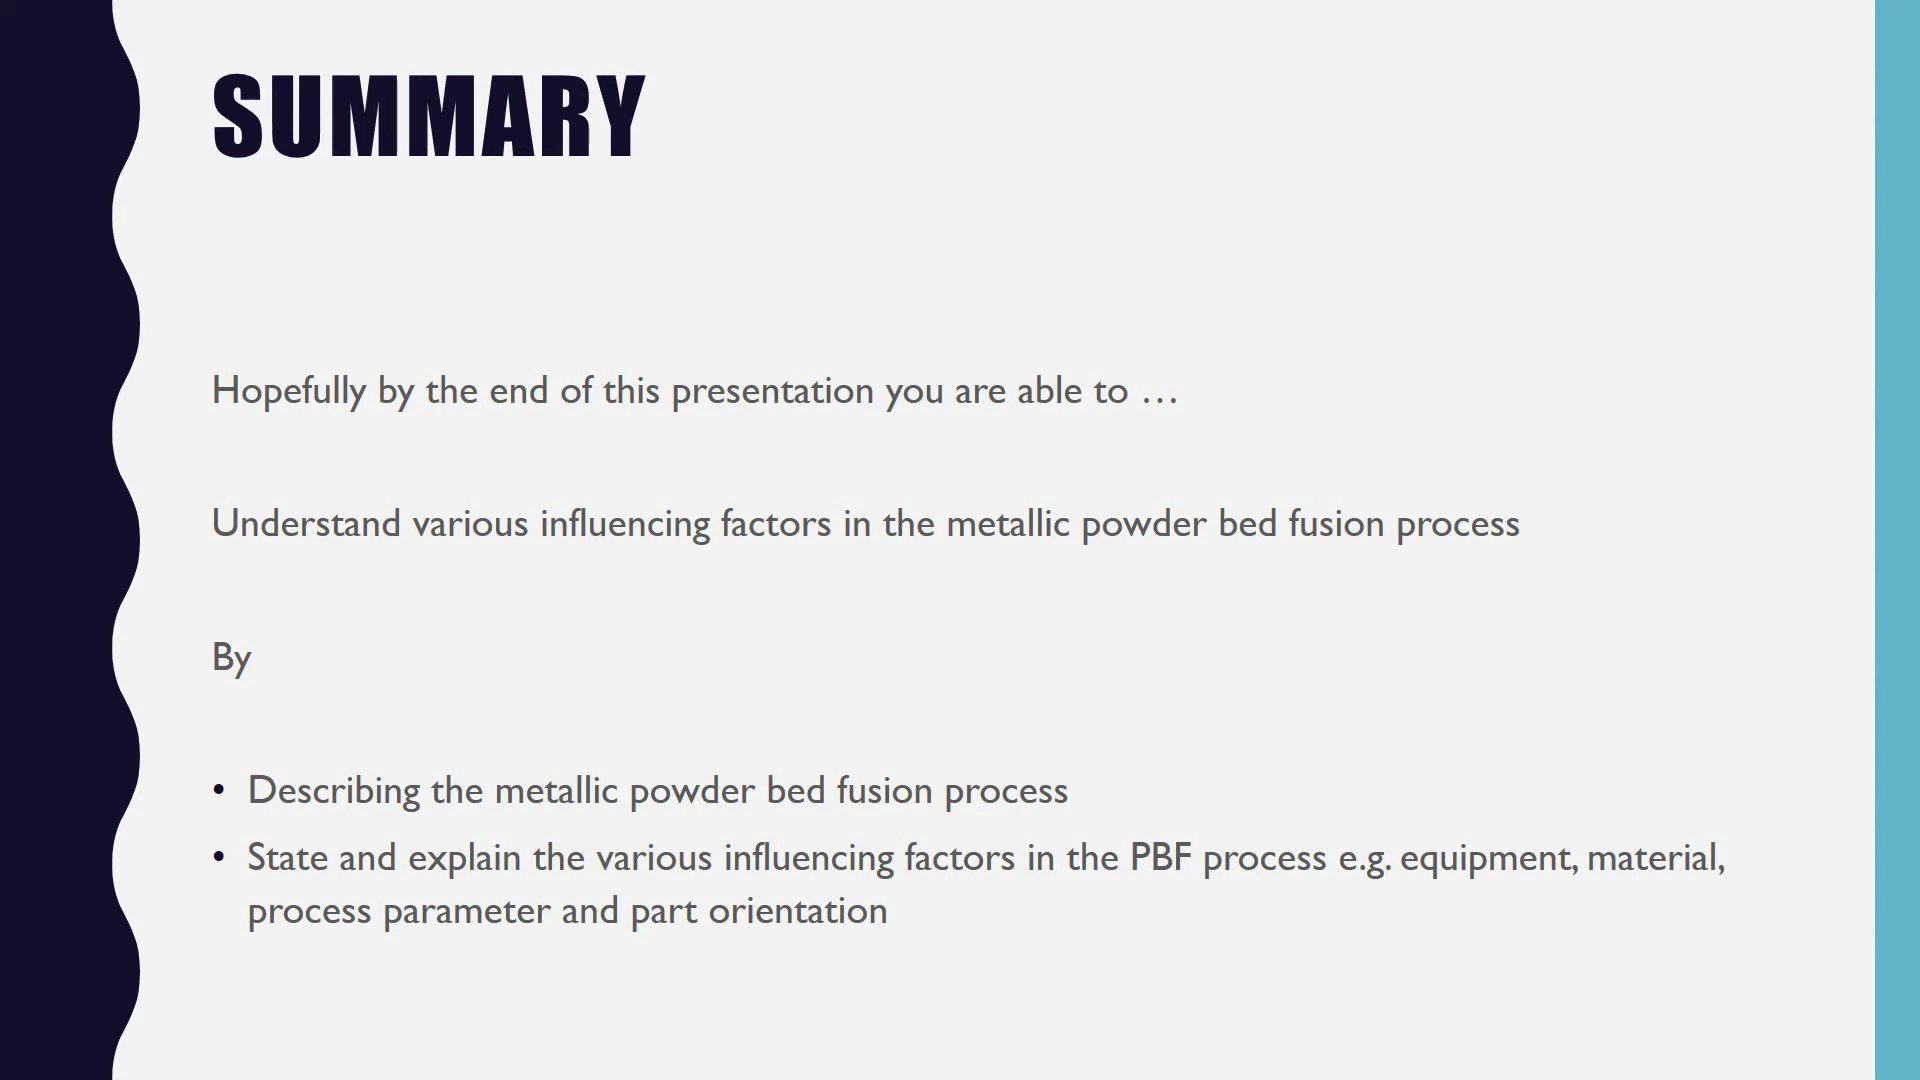 SUMMARY
Hopefully by the end of this presentation you are able to …
Understand various influencing factors in the metallic powder bed fusion process
By
• Describing the metallic powder bed fusion process
• State and explain the various influencing factors in the PBF process e.g. equipment, material,
process parameter and part orientation